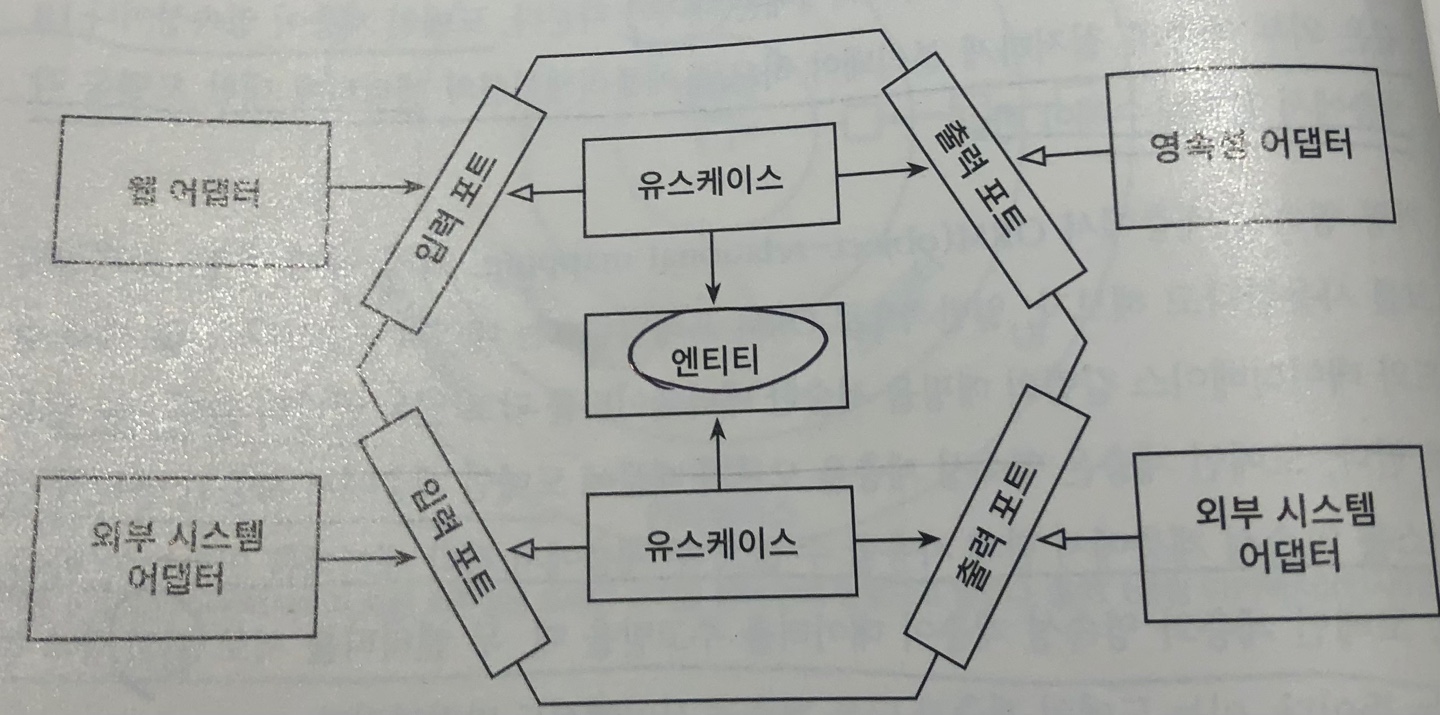 웹 어댑터
입력 포트
유스케이스
출력 포트
영속성 어댑터
엔티티
외부 시스템
어댑터
입력 포트
유스케이스
출력 포트
외부 시스템
어댑터